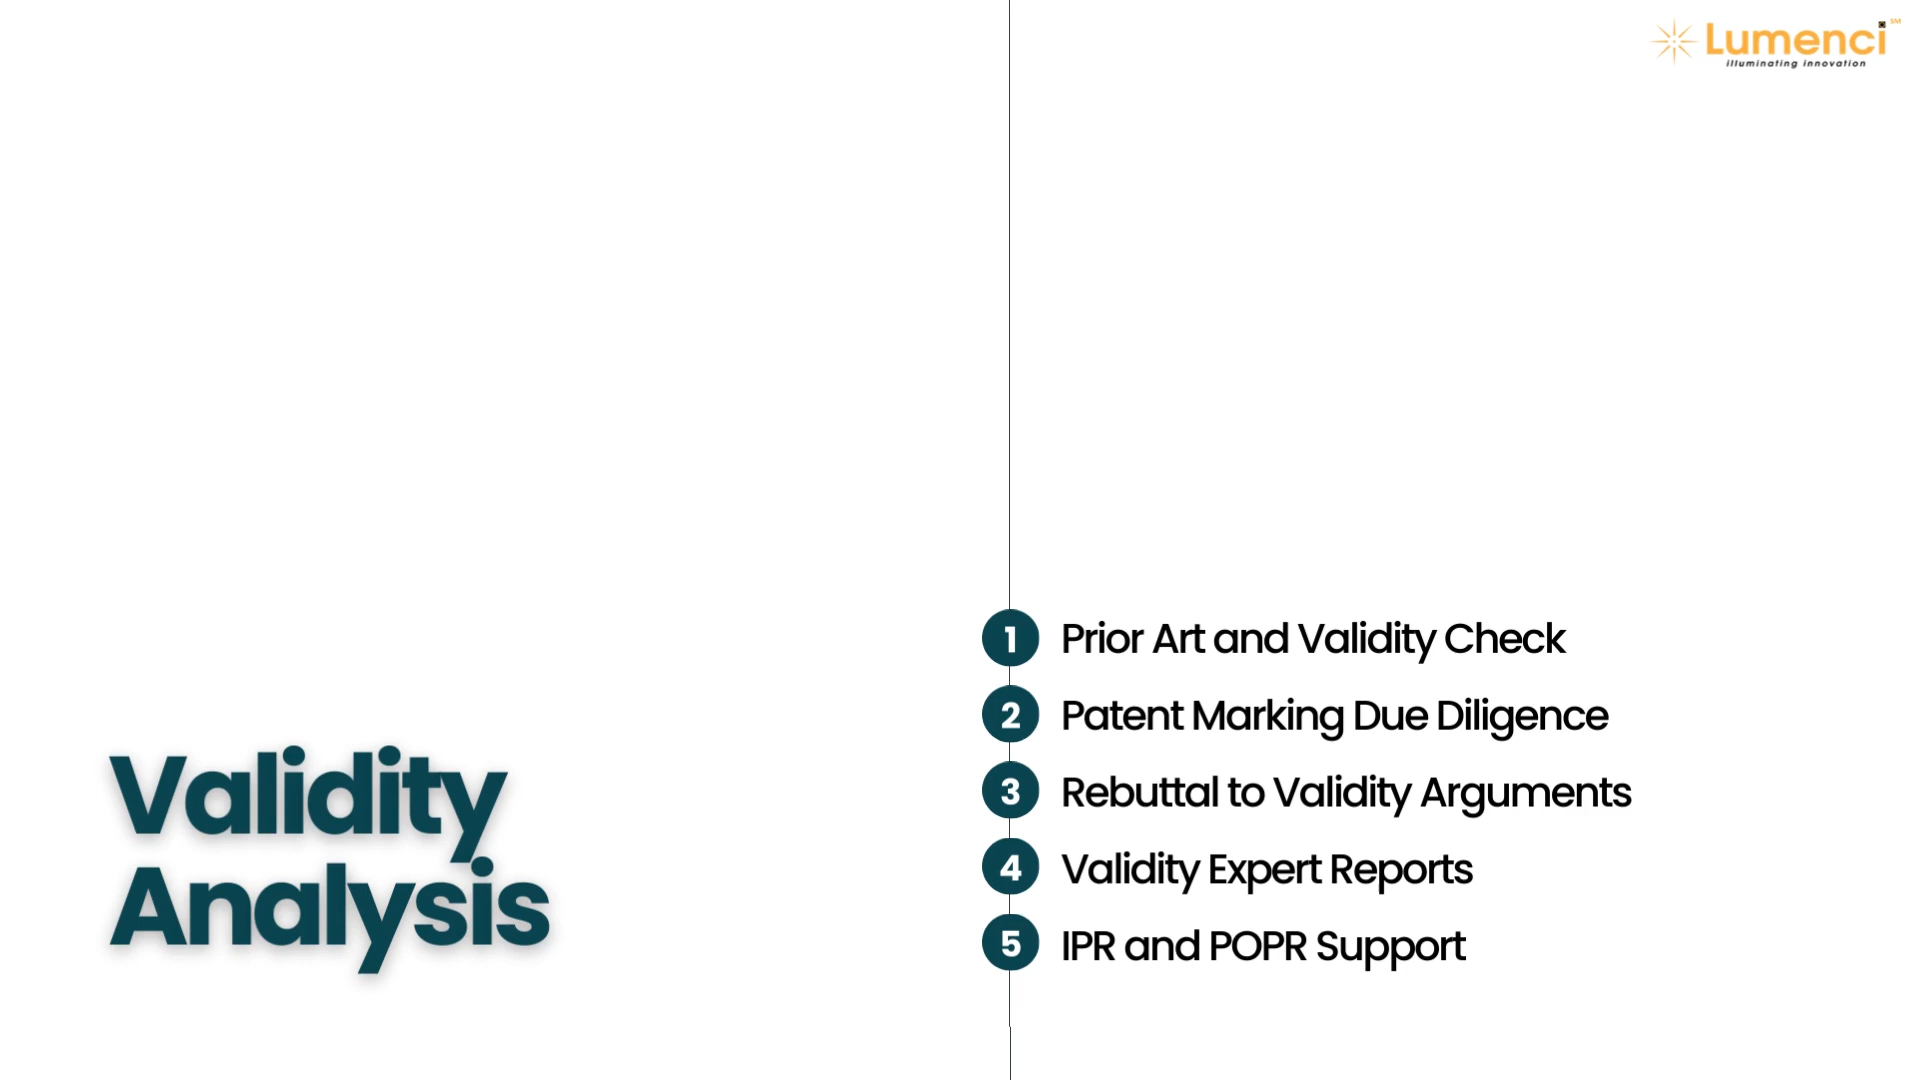 Lumenci SM
illuminating innovation
Validity
Analysis
1 Prior Art and Validity Check
2 Patent Marking Due Diligence
3 Rebuttal to Validity Arguments
4 Validity Expert Reports
5 IPR and POPR Support